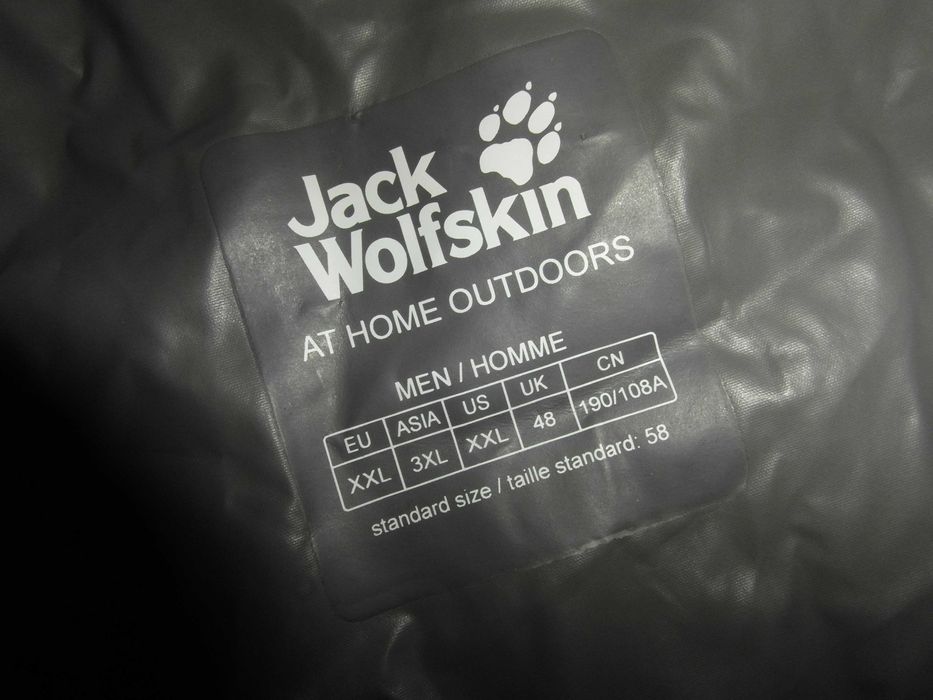 Jack
Wolfskin
AT HOME OUTDOORS
MEN / HOMME
EU ASIA US UK CN
XXL 3XL XXL 48 190/108A
standard size / taille standard: 58